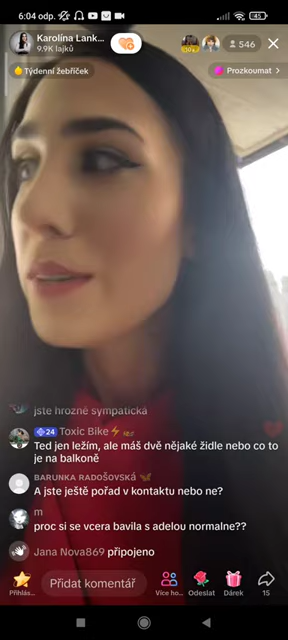 6:04 odp.
45
Karolína Lank...
9.9K lajků
546
Týdenní žebříček
Prozkoumat >
jste hrozně sympatická
24 Toxic Bike
Ted jen ležím, ale máš dvě nějaké židle nebo co to
je na balkoně
BARUNKA RADOŠOVSKÁ
A jste ještě pořad v kontaktu nebo ne?
m
proc si se vcera bavila s adelou normalne??
Jana Nova869 připojeno
Přihlás...
Přidat komentář
Více ho...
Odeslat
Dárek
15